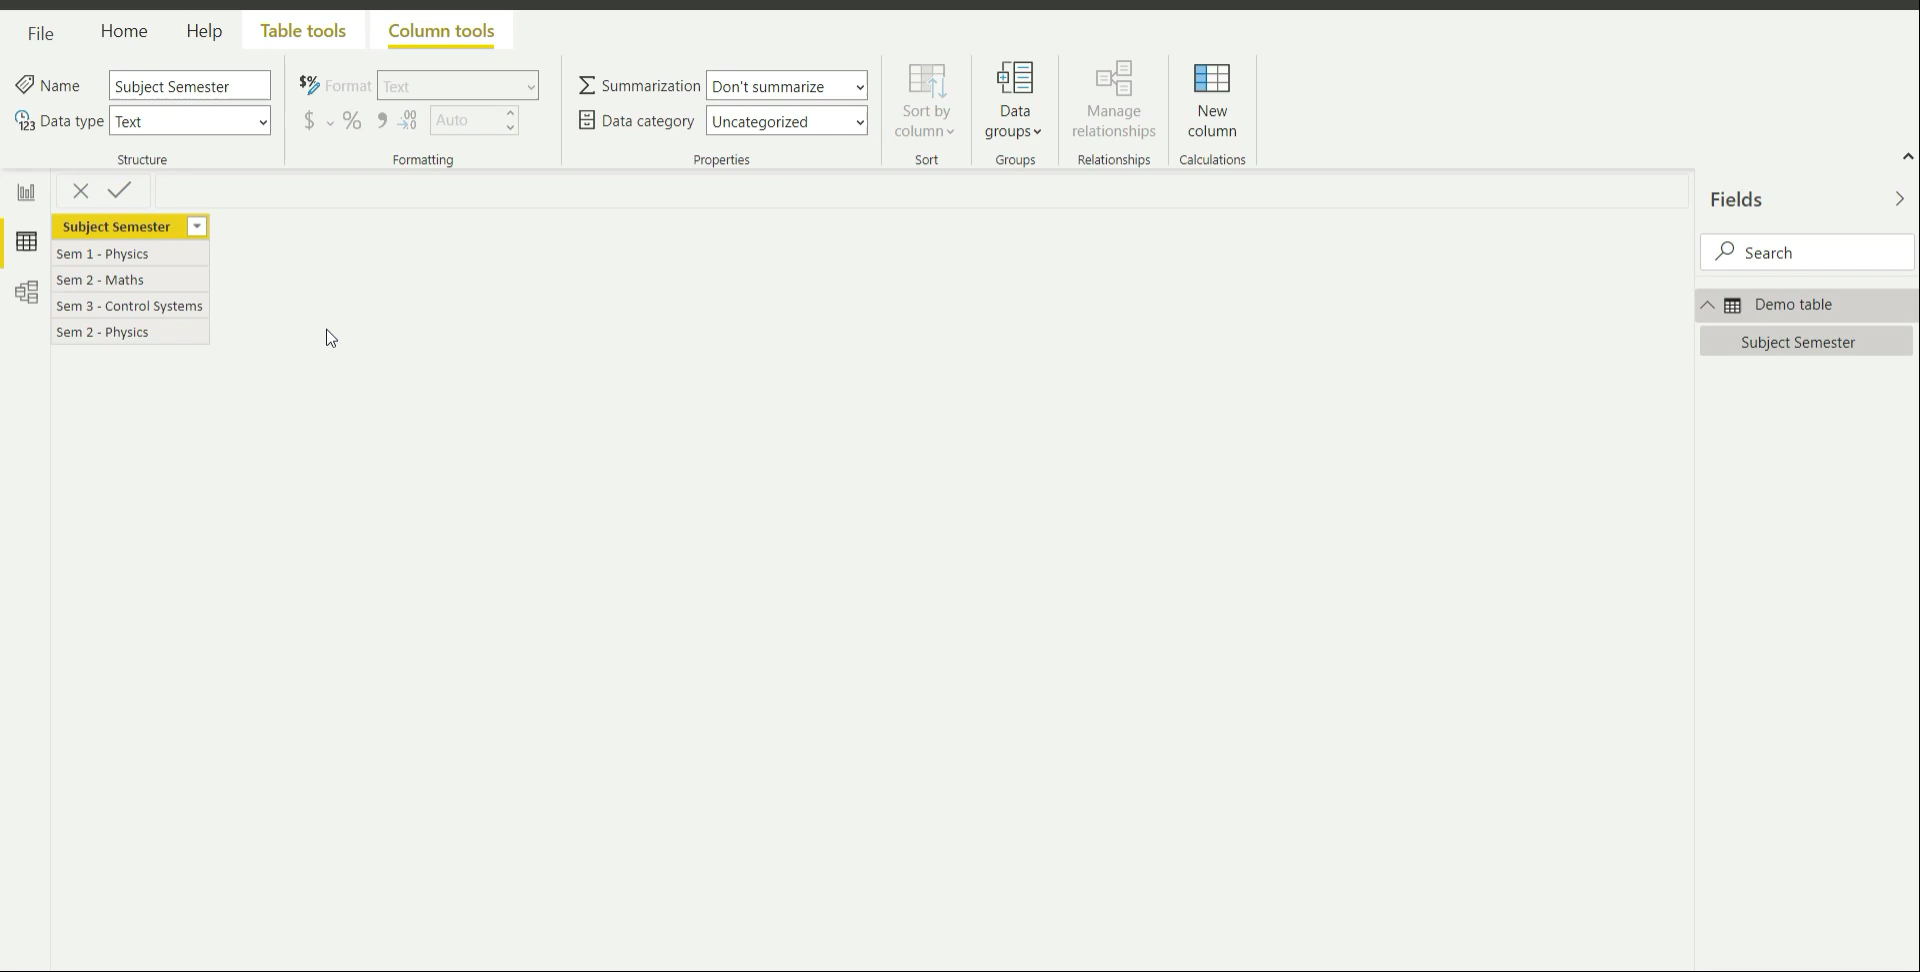 File Home Help Table tools Column tools
Name Subject Semester $% Format Text Σ Summarization Don't summarize
123 Data type Text $ % 9 .00 Auto Data category Uncategorized
Sort by column Data groups Manage relationships New column
Structure Formatting Properties Sort Groups Relationships Calculations
Fields
Subject Semester
Search
Sem 1 - Physics
Sem 2 - Maths
Sem 3 - Control Systems
Sem 2 - Physics
Demo table
Subject Semester